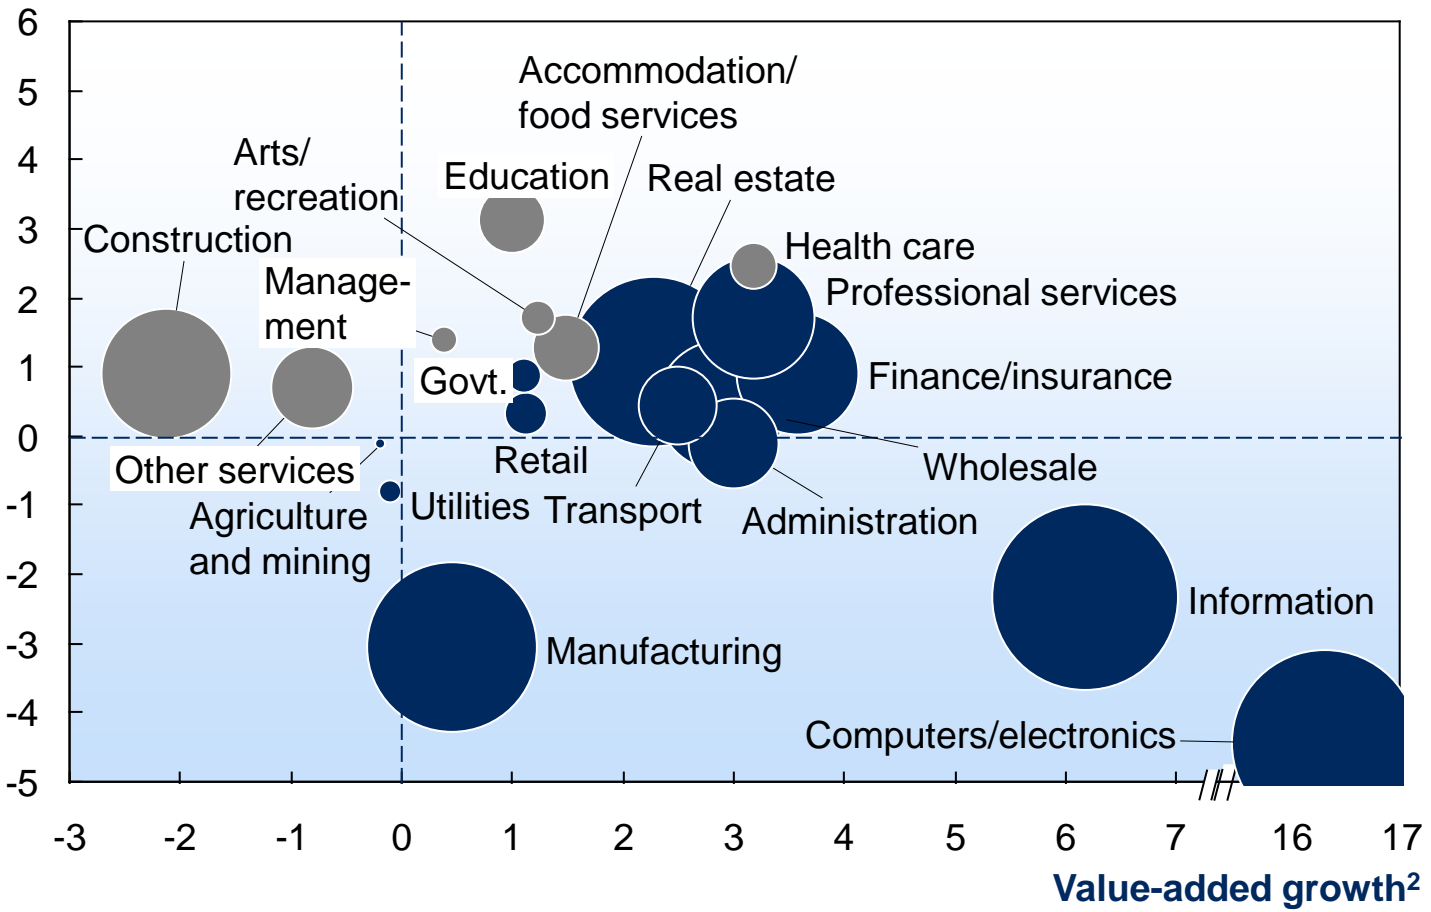 6
5
4
3
2
1
0
-1
-2
-3
-4
-5
Accommodation/
food services
Arts/
recreation
Education
Real estate
Construction
Manage-
ment
Health care
Professional services
Govt.
Finance/insurance
Other services
Retail
Wholesale
Agriculture
and mining
Utilities
Transport
Administration
Information
Manufacturing
Computers/electronics
-3 -2 -1 0 1 2 3 4 5 6 7 16 17
Value-added growth²